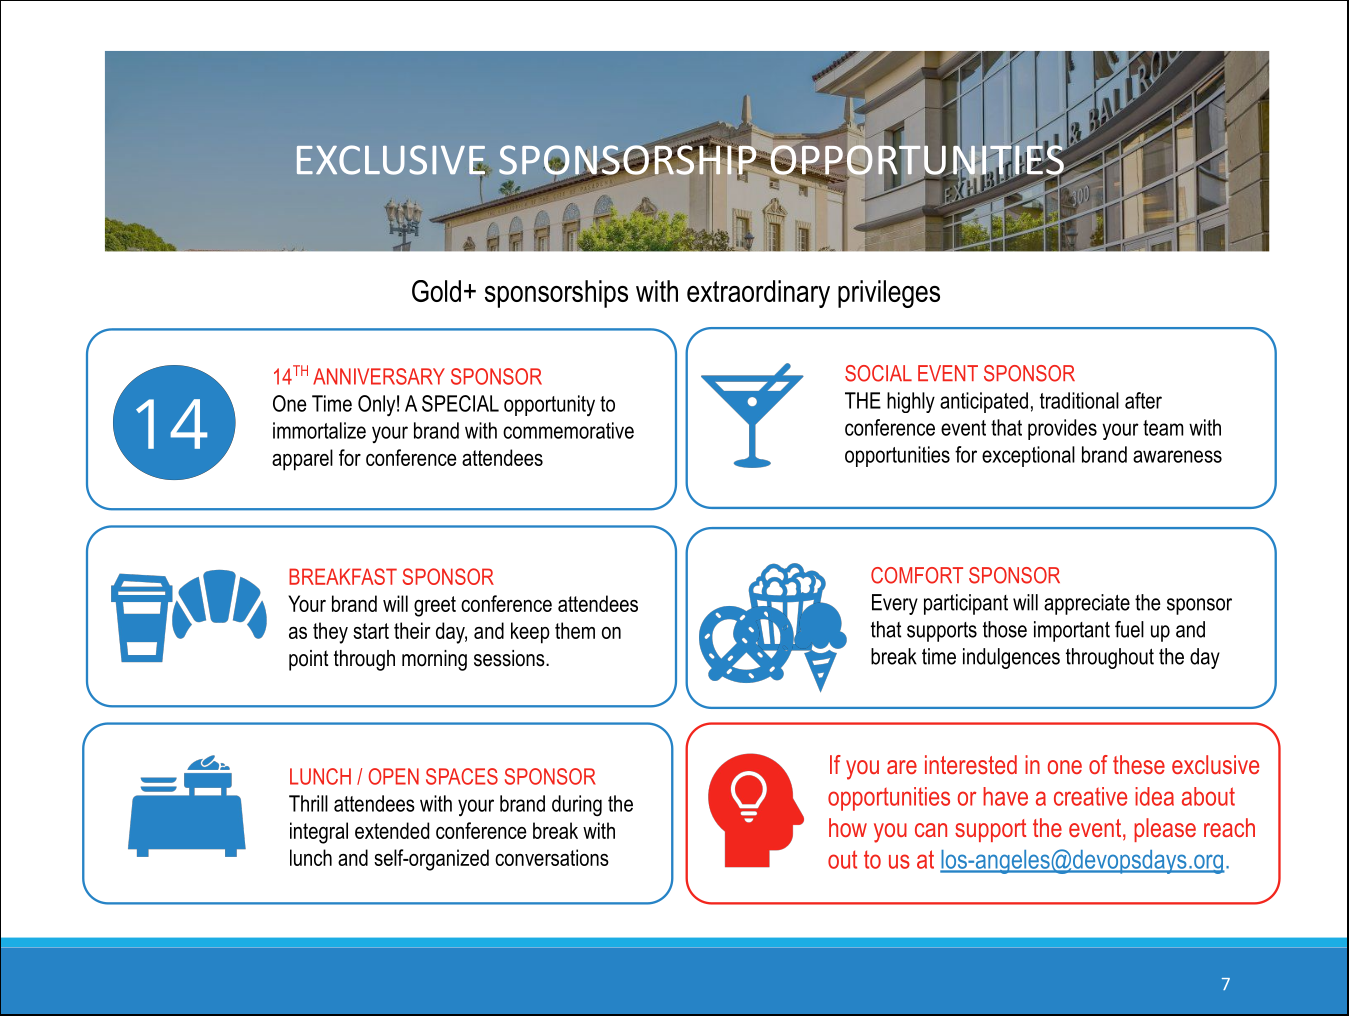 EXCLUSIVE SPONSORSHIP OPPORTUNITIES
EXHIBIT HALL & BALLROO
300
Gold+ sponsorships with extraordinary privileges
14
14TH ANNIVERSARY SPONSOR
One Time Only! A SPECIAL opportunity to
immortalize your brand with commemorative
apparel for conference attendees
SOCIAL EVENT SPONSOR
THE highly anticipated, traditional after
conference event that provides your team with
opportunities for exceptional brand awareness
BREAKFAST SPONSOR
Your brand will greet conference attendees
as they start their day, and keep them on
point through morning sessions.
COMFORT SPONSOR
Every participant will appreciate the sponsor
that supports those important fuel up and
break time indulgences throughout the day
LUNCH / OPEN SPACES SPONSOR
Thrill attendees with your brand during the
integral extended conference break with
lunch and self-organized conversations
If you are interested in one of these exclusive
opportunities or have a creative idea about
how you can support the event, please reach
out to us at los-angeles@devopsdays.org.
7